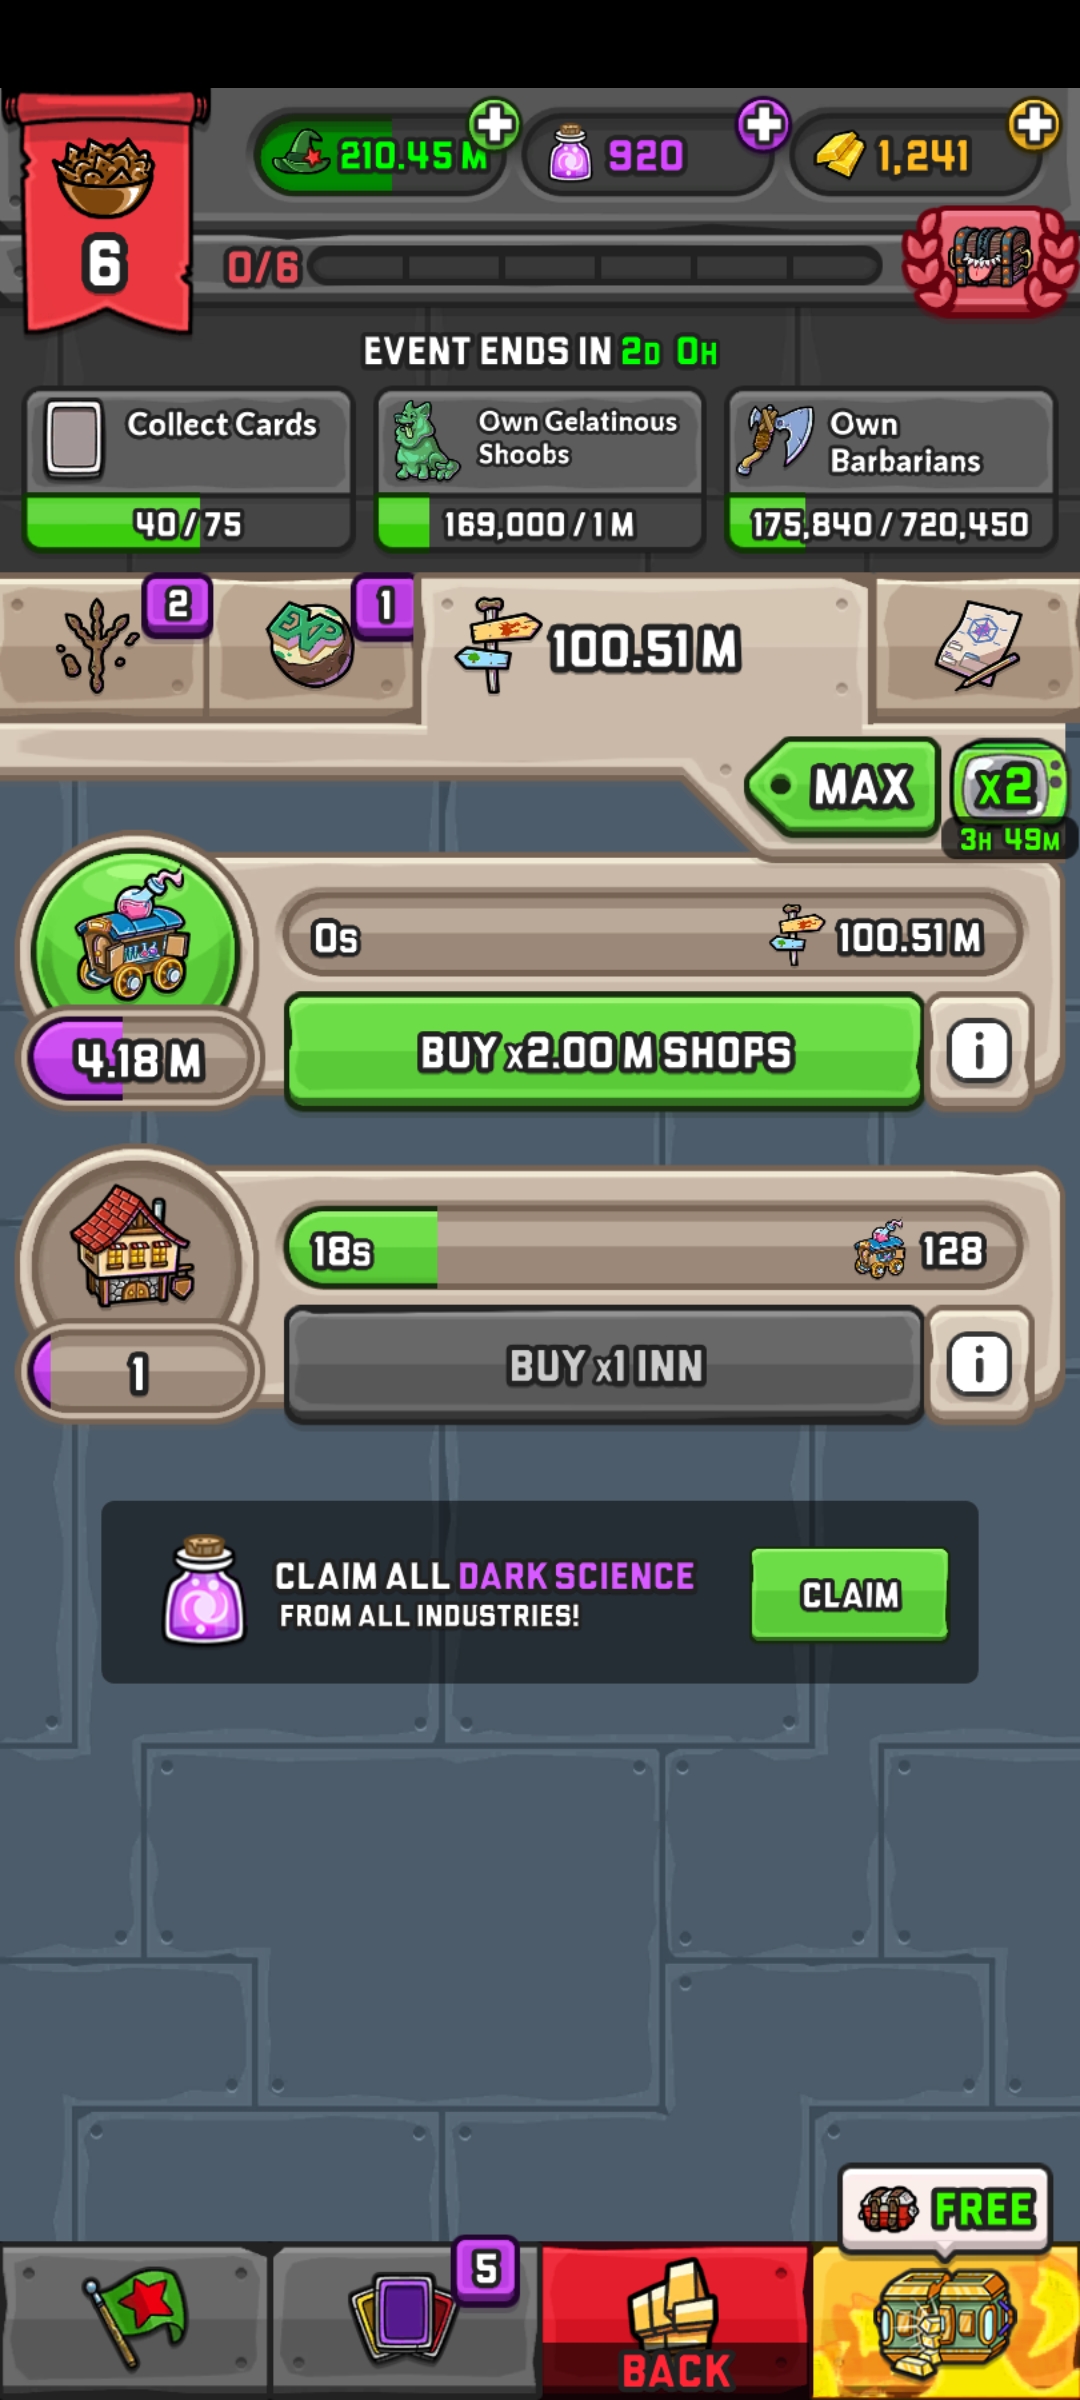 210.45 M
920
1,241
6
0/6
EVENT ENDS IN 2D 0H
Collect Cards
40/75
Own Gelatinous
Shoobs
169,000/1 M
Own
Barbarians
175,840/720,450
2
EXP
1
100.51 M
MAX
x2
3H 49M
0s
100.51 M
4.18 M
BUY x2.00 M SHOPS
i
18s
128
1
BUY x1 INN
i
CLAIM ALL DARK SCIENCE
FROM ALL INDUSTRIES!
CLAIM
FREE
5
BACK